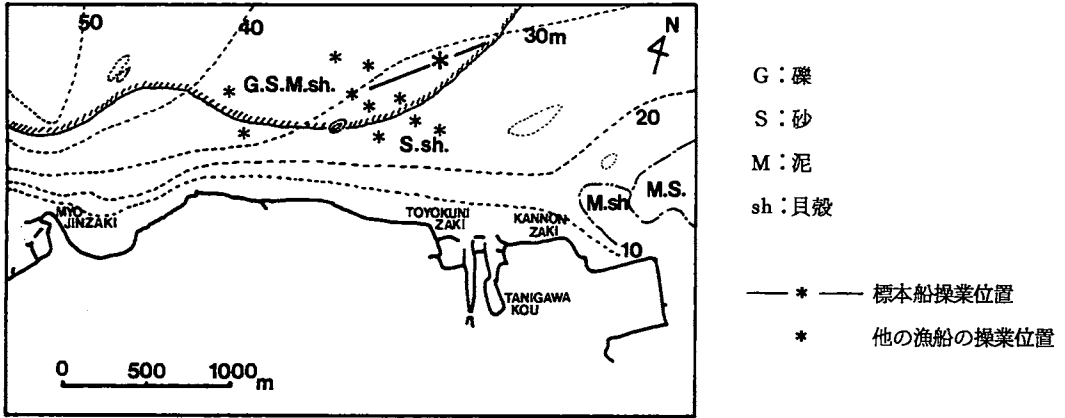 50
40
30m
N
G.S.M.sh.
20
S.sh.
M.S.
M.sh
MYO-
JINZAKI
TOYOKUNI
ZAKI
KANNON
ZAKI
10
TANIGAWA
KOU
0 500 1000m
G：礫
S：砂
M：泥
sh：貝殻
標本船操業位置
他の漁船の操業位置